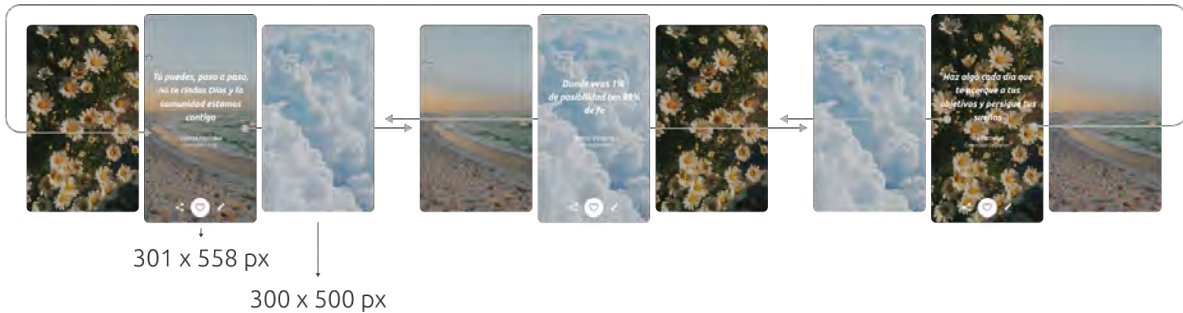 Tú puedes, paso a paso,
no te rindas Dios y la
comunidad estamos
contigo
Donde veas 1%
de posibilidad ten 99%
de fe
Haz algo cada día que
te acerque a tus
objetivos y persigue tus
sueños
301 x 558 px
300 x 500 px